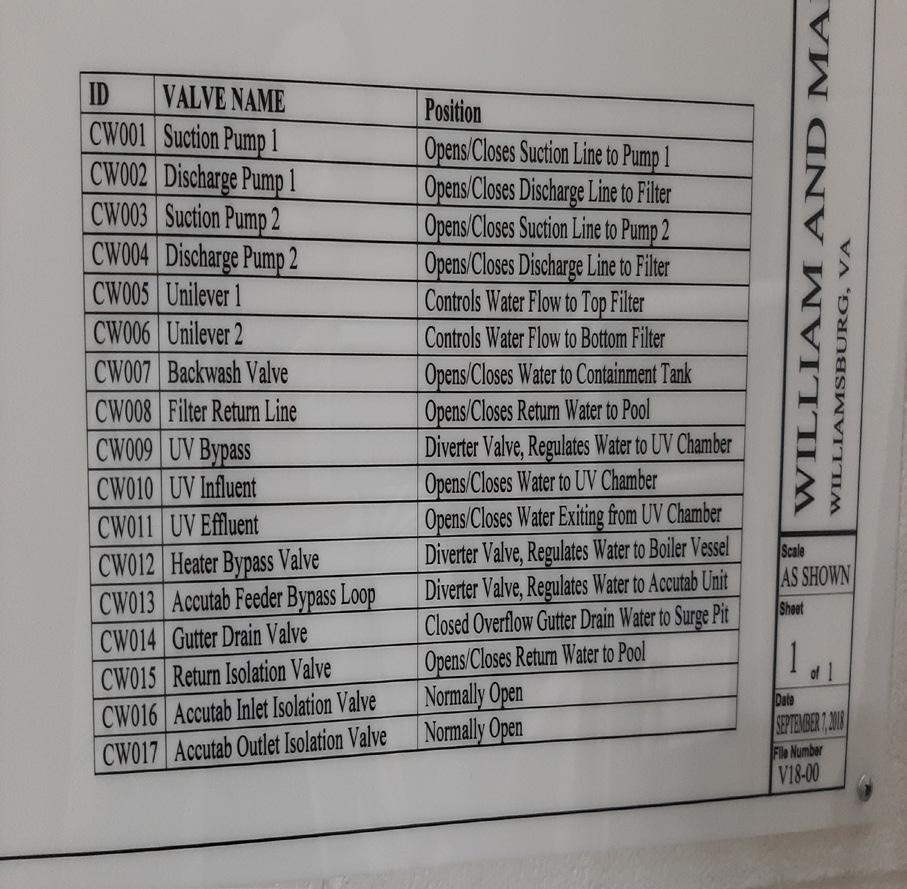 ID VALVE NAME Position
CW001 Suction Pump 1 Opens/Closes Suction Line to Pump 1
CW002 Discharge Pump 1 Opens/Closes Discharge Line to Filter
CW003 Suction Pump 2 Opens/Closes Suction Line to Pump 2
CW004 Discharge Pump 2 Opens/Closes Discharge Line to Filter
CW005 Unilever 1 Controls Water Flow to Top Filter
CW006 Unilever 2 Controls Water Flow to Bottom Filter
CW007 Backwash Valve Opens/Closes Water to Containment Tank
CW008 Filter Return Line Opens/Closes Return Water to Pool
CW009 UV Bypass Diverter Valve, Regulates Water to UV Chamber
CW010 UV Influent Opens/Closes Water to UV Chamber
CW011 UV Effluent Opens/Closes Water Exiting from UV Chamber
CW012 Heater Bypass Valve Diverter Valve, Regulates Water to Boiler Vessel
CW013 Accutab Feeder Bypass Loop Diverter Valve, Regulates Water to Accutab Unit
CW014 Gutter Drain Valve Closed Overflow Gutter Drain Water to Surge Pit
CW015 Return Isolation Valve Opens/Closes Return Water to Pool
CW016 Accutab Inlet Isolation Valve Normally Open
CW017 Accutab Outlet Isolation Valve Normally Open
WILLIAM AND MA
WILLIAMSBURG, VA
Scale
AS SHOWN
Sheet
1 of 1
Date
SEPTEMBER 7, 2018
File Number
V18-00